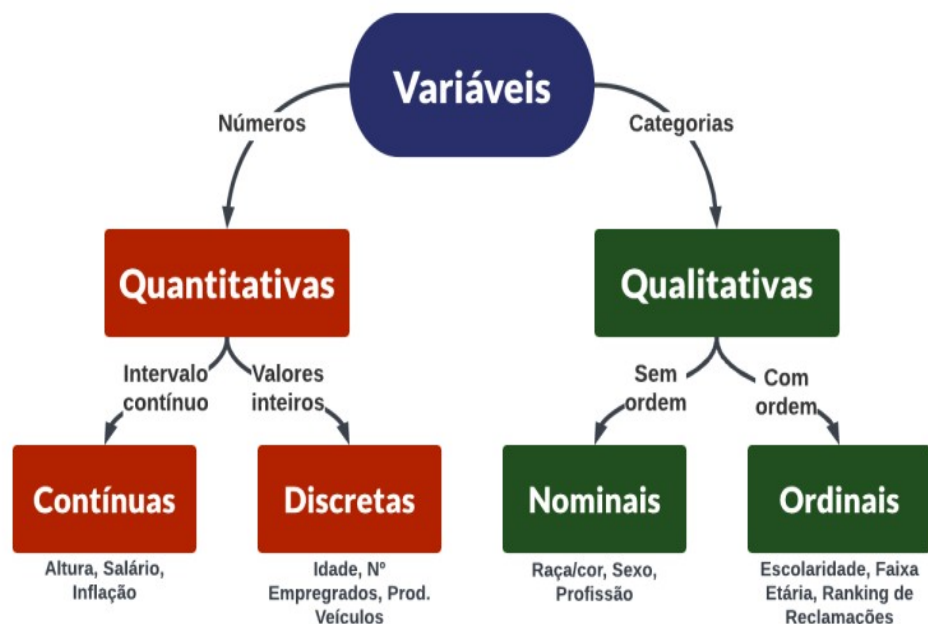 Variáveis
Números
Categorias
Quantitativas
Qualitativas
Intervalo
contínuo
Valores
inteiros
Sem
ordem
Com
ordem
Contínuas
Discretas
Nominais
Ordinais
Altura, Salário,
Inflação
Idade, Nº
Empregrados, Prod.
Veículos
Raça/cor, Sexo,
Profissão
Escolaridade, Faixa
Etária, Ranking de
Reclamações